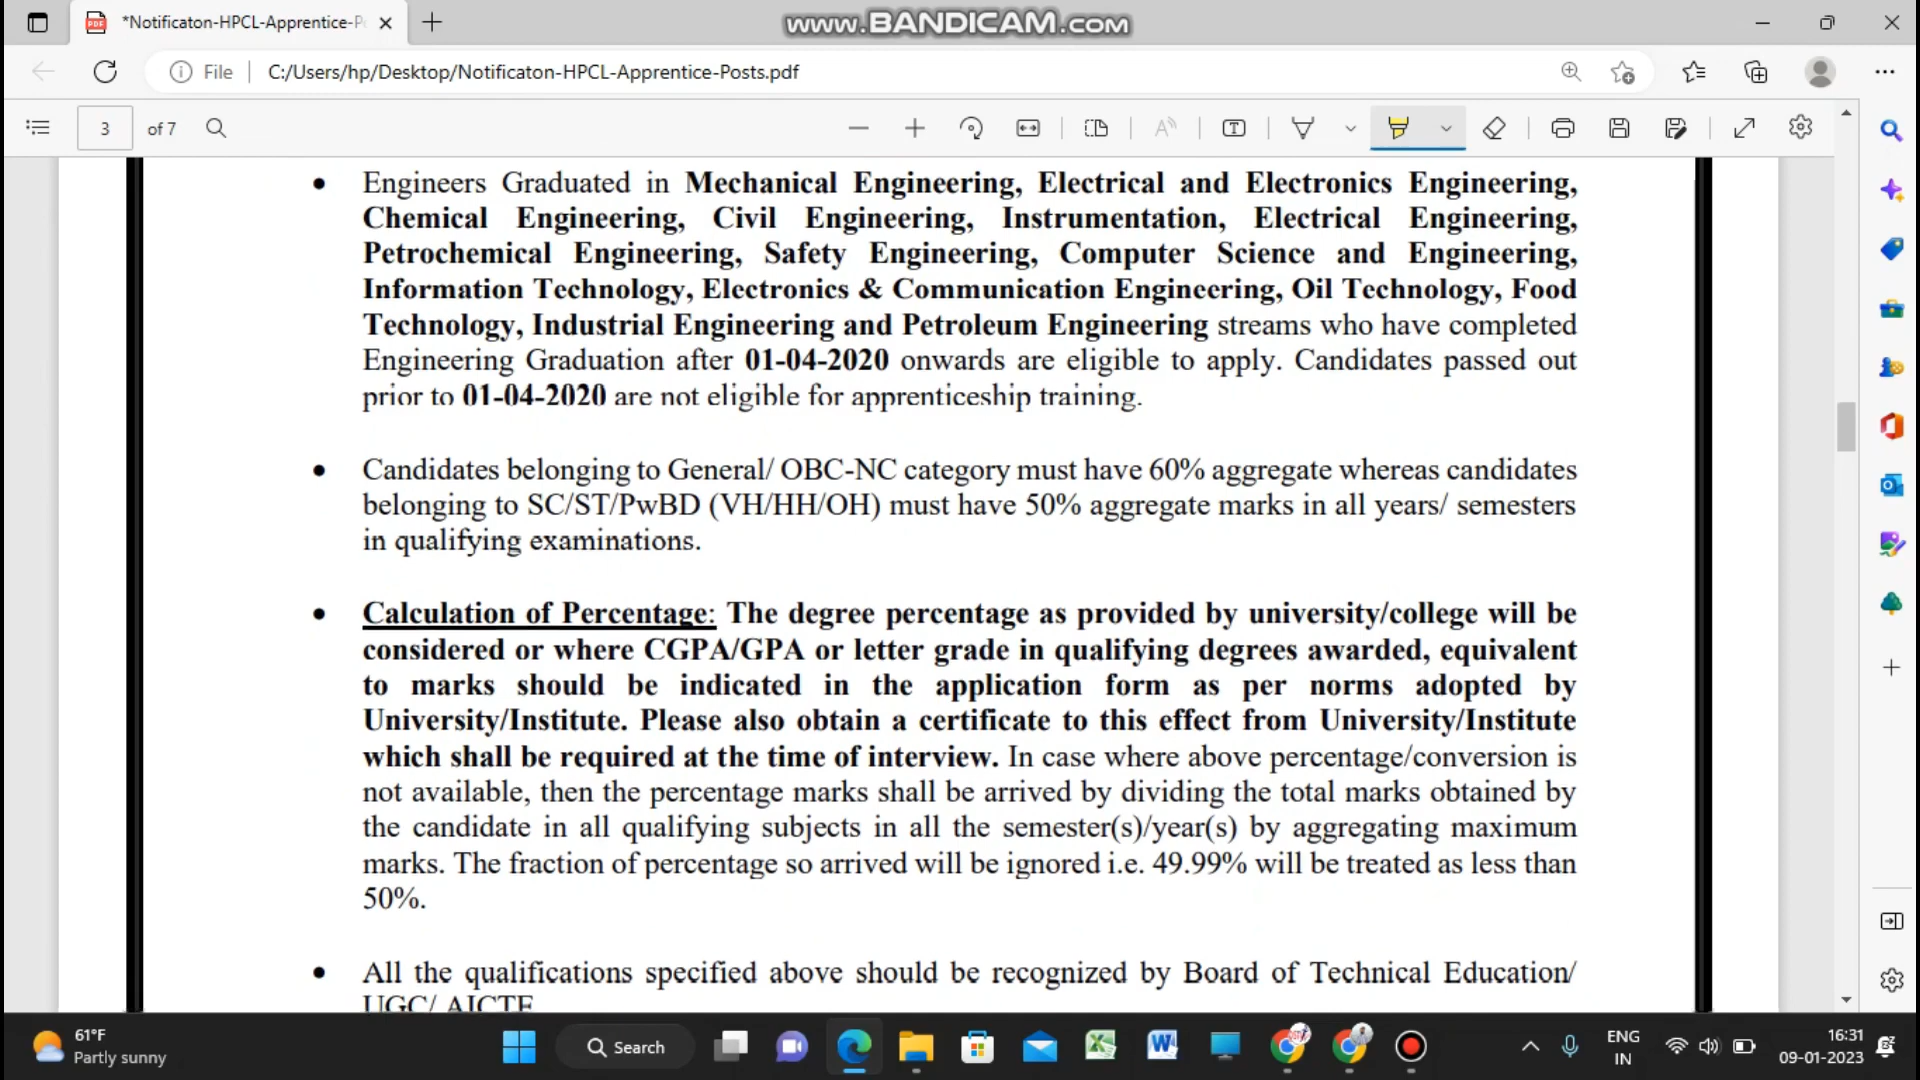 *Notificaton-HPCL-Apprentice-P
www.BANDICAM.com
File
C:/Users/hp/Desktop/Notificaton-HPCL-Apprentice-Posts.pdf
3 of 7
• Engineers Graduated in Mechanical Engineering, Electrical and Electronics Engineering,
Chemical Engineering, Civil Engineering, Instrumentation, Electrical Engineering,
Petrochemical Engineering, Safety Engineering, Computer Science and Engineering,
Information Technology, Electronics & Communication Engineering, Oil Technology, Food
Technology, Industrial Engineering and Petroleum Engineering streams who have completed
Engineering Graduation after 01-04-2020 onwards are eligible to apply. Candidates passed out
prior to 01-04-2020 are not eligible for apprenticeship training.
• Candidates belonging to General/ OBC-NC category must have 60% aggregate whereas candidates
belonging to SC/ST/PwBD (VH/HH/OH) must have 50% aggregate marks in all years/ semesters
in qualifying examinations.
• Calculation of Percentage: The degree percentage as provided by university/college will be
considered or where CGPA/GPA or letter grade in qualifying degrees awarded, equivalent
to marks should be indicated in the application form as per norms adopted by
University/Institute. Please also obtain a certificate to this effect from University/Institute
which shall be required at the time of interview. In case where above percentage/conversion is
not available, then the percentage marks shall be arrived by dividing the total marks obtained by
the candidate in all qualifying subjects in all the semester(s)/year(s) by aggregating maximum
marks. The fraction of percentage so arrived will be ignored i.e. 49.99% will be treated as less than
50%.
• All the qualifications specified above should be recognized by Board of Technical Education/
UGC/ AICTE
61°F
Partly sunny
Search
ENG
IN
16:31
09-01-2023